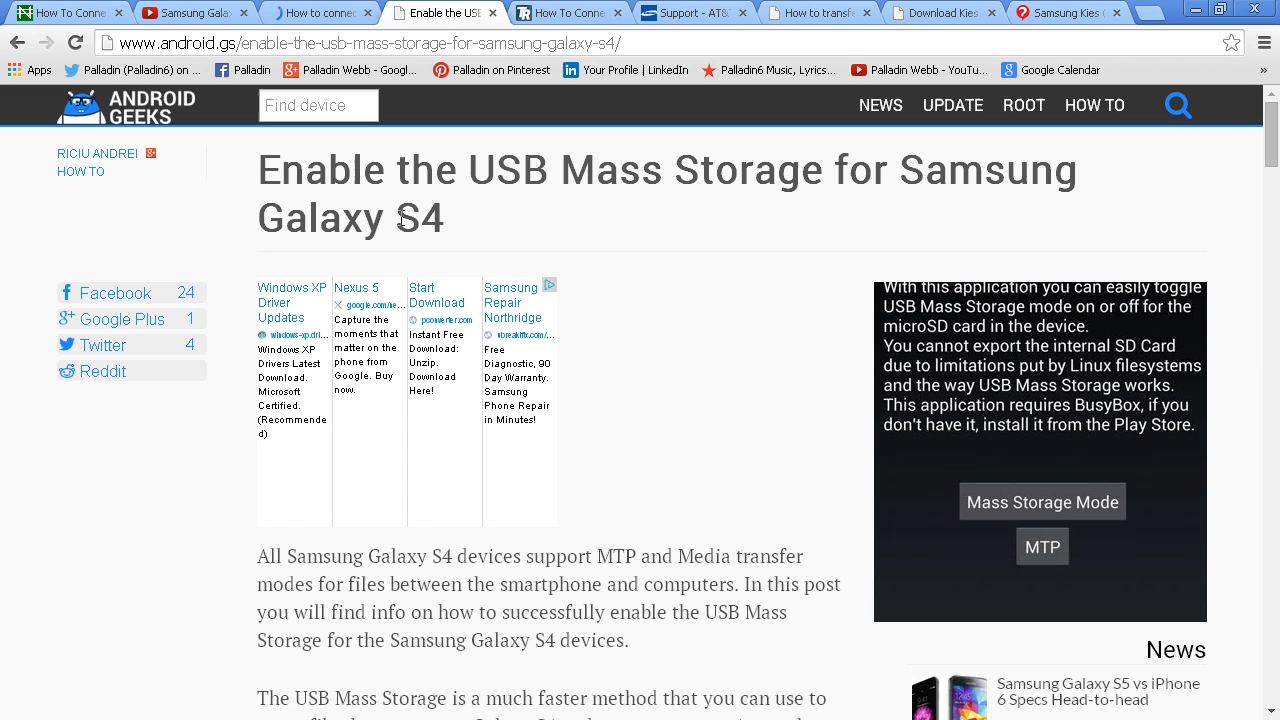 How To Conne
Samsung Gala
How to connec
Enable the USB
How To Conne
Support - AT&T
How to transfe
Download Kies
Samsung Kies (
www.android.gs/enable-the-usb-mass-storage-for-samsung-galaxy-s4/
Apps Palladin (Palladin6) on ... Palladin Palladin Webb - Googl... Palladin on Pinterest Your Profile | LinkedIn Palladin6 Music, Lyrics... Palladin Webb - YouTu... Google Calendar »
ANDROID
GEEKS
Find device
NEWS UPDATE ROOT HOW TO
RICIU ANDREI
HOW TO
Enable the USB Mass Storage for Samsung
Galaxy S4
Facebook 24
Google Plus 1
Twitter 4
Reddit
Windows XP
Driver
Updates
windows-xp.dri...
Windows XP
Drivers Latest
Download.
Microsoft
Certified.
(Recommende
d)
Nexus 5
google.com/ne...
Capture the
moments that
matter on the
phone from
Google. Buy
now.
Start
Download
pconverter.com
Instant Free
Download:
Unzip.
Download
Here!
Samsung
Repair
Northridge
ubreakifix.com/...
Free
Diagnostic, 90
Day Warranty.
Samsung
Phone Repair
in Minutes!
With this application you can easily toggle
USB Mass Storage mode on or off for the
microSD card in the device.
You cannot export the internal SD Card
due to limitations put by Linux filesystems
and the way USB Mass Storage works.
This application requires BusyBox, if you
don't have it, install it from the Play Store.
Mass Storage Mode
MTP
All Samsung Galaxy S4 devices support MTP and Media transfer
modes for files between the smartphone and computers. In this post
you will find info on how to successfully enable the USB Mass
Storage for the Samsung Galaxy S4 devices.
The USB Mass Storage is a much faster method that you can use to
News
Samsung Galaxy S5 vs iPhone
6 Specs Head-to-head